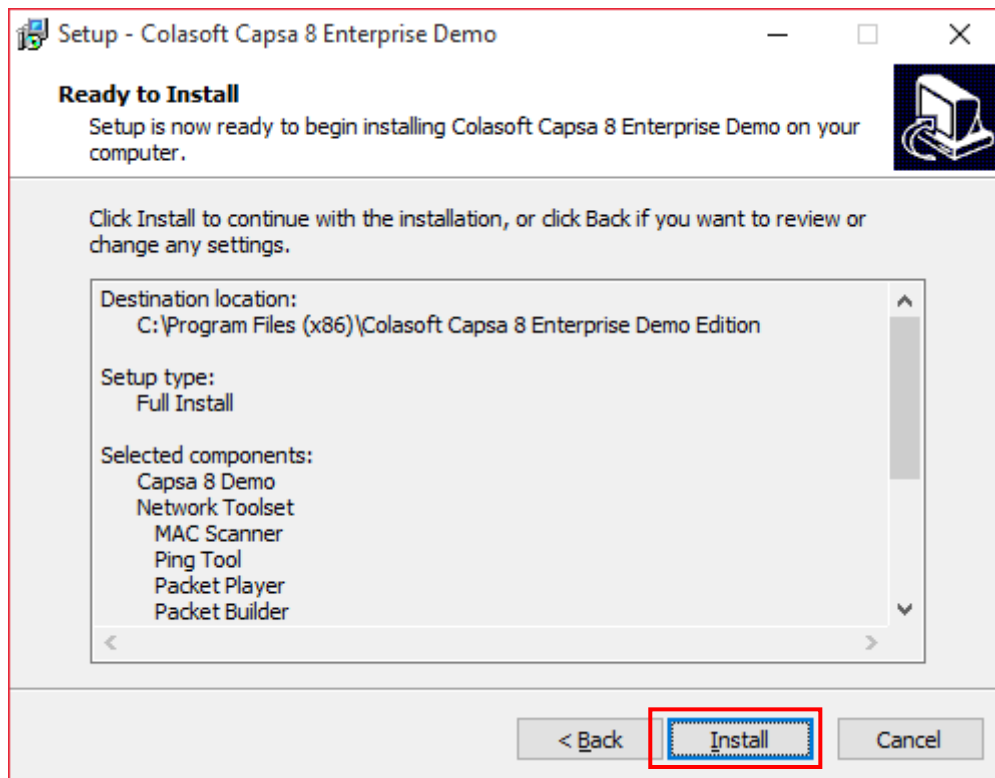 Setup - Colasoft Capsa 8 Enterprise Demo
Ready to Install
Setup is now ready to begin installing Colasoft Capsa 8 Enterprise Demo on your
computer.
Click Install to continue with the installation, or click Back if you want to review or
change any settings.
Destination location:
C:\Program Files (x86)\Colasoft Capsa 8 Enterprise Demo Edition
Setup type:
Full Install
Selected components:
Capsa 8 Demo
Network Toolset
MAC Scanner
Ping Tool
Packet Player
Packet Builder
< Back
Install
Cancel